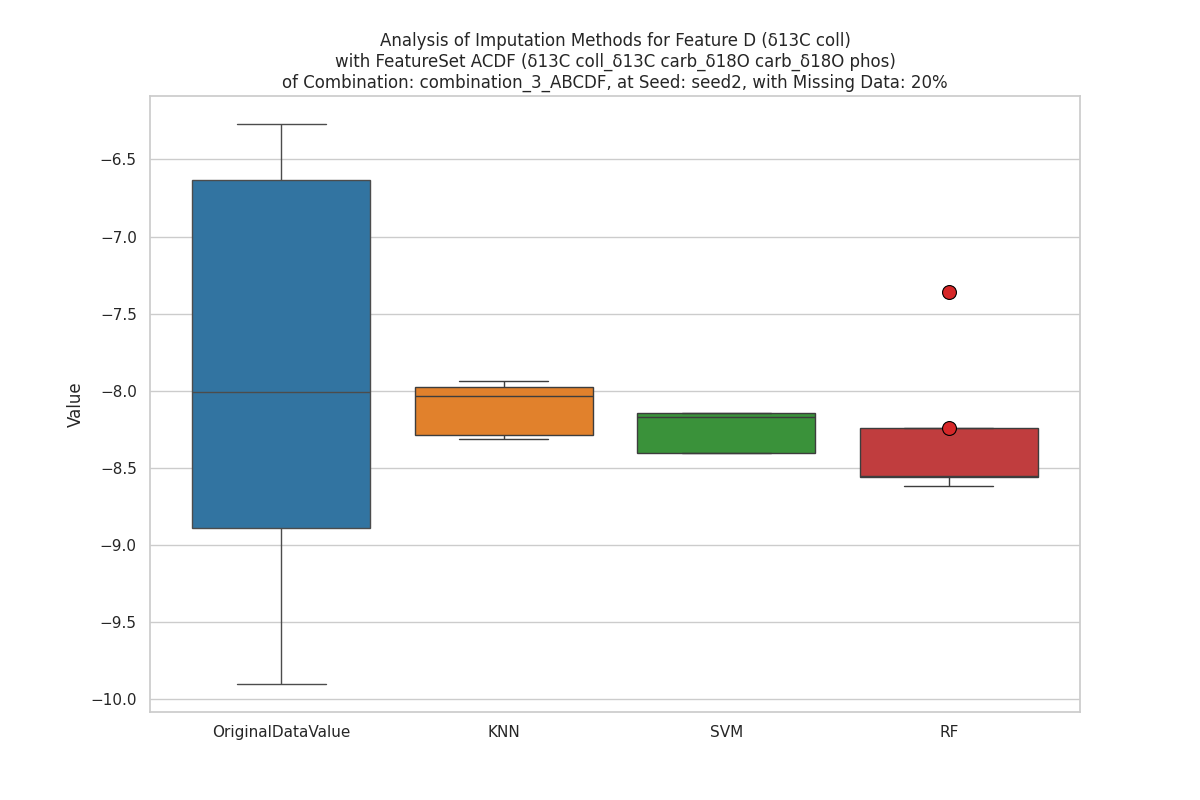 Analysis of Imputation Methods for Feature D (δ13C coll)
with FeatureSet ACDF (δ13C coll_δ13C carb_δ18O carb_δ18O phos)
of Combination: combination_3_ABCDF, at Seed: seed2, with Missing Data: 20%
Value
−6.5
−7.0
−7.5
−8.0
−8.5
−9.0
−9.5
−10.0
OriginalDataValue
KNN
SVM
RF